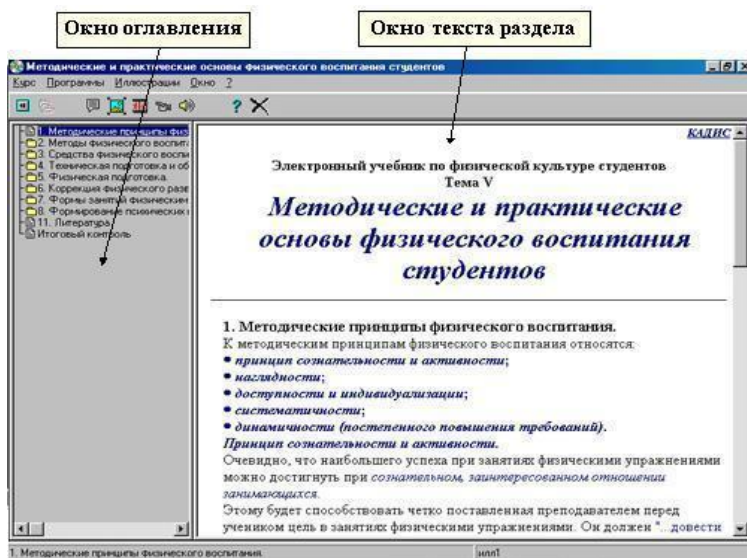 Окно оглавления
Окно текста раздела
Методические и практические основы физического воспитания студентов
Курс Программы Иллюстрации Окно ?
1. Методические принципы физ
2. Методы физического воспит
3. Средства физического воспи
4. Техническая подготовка и об
5. Физическая подготовка.
6. Коррекция физического разв
7. Формы занятий физическим
8. Формирование психических
11. Литература
Итоговый контроль
КАДИС
Электронный учебник по физической культуре студентов
Тема V
Методические и практические
основы физического воспитания
студентов
1. Методические принципы физического воспитания.
К методическим принципам физического воспитания относятся:
• принцип сознательности и активности;
• наглядности;
• доступности и индивидуализации;
• систематичности;
• динамичности (постепенного повышения требований).
Принцип сознательности и активности.
Очевидно, что наибольшего успеха при занятиях физическими упражнениями
можно достигнуть при сознательном, заинтересованном отношении
занимающихся.
Этому будет способствовать четко поставленная преподавателем перед
учеником цель в занятиях физическими упражнениями. Он должен "...довести
1. Методические принципы физического воспитания.
илл1